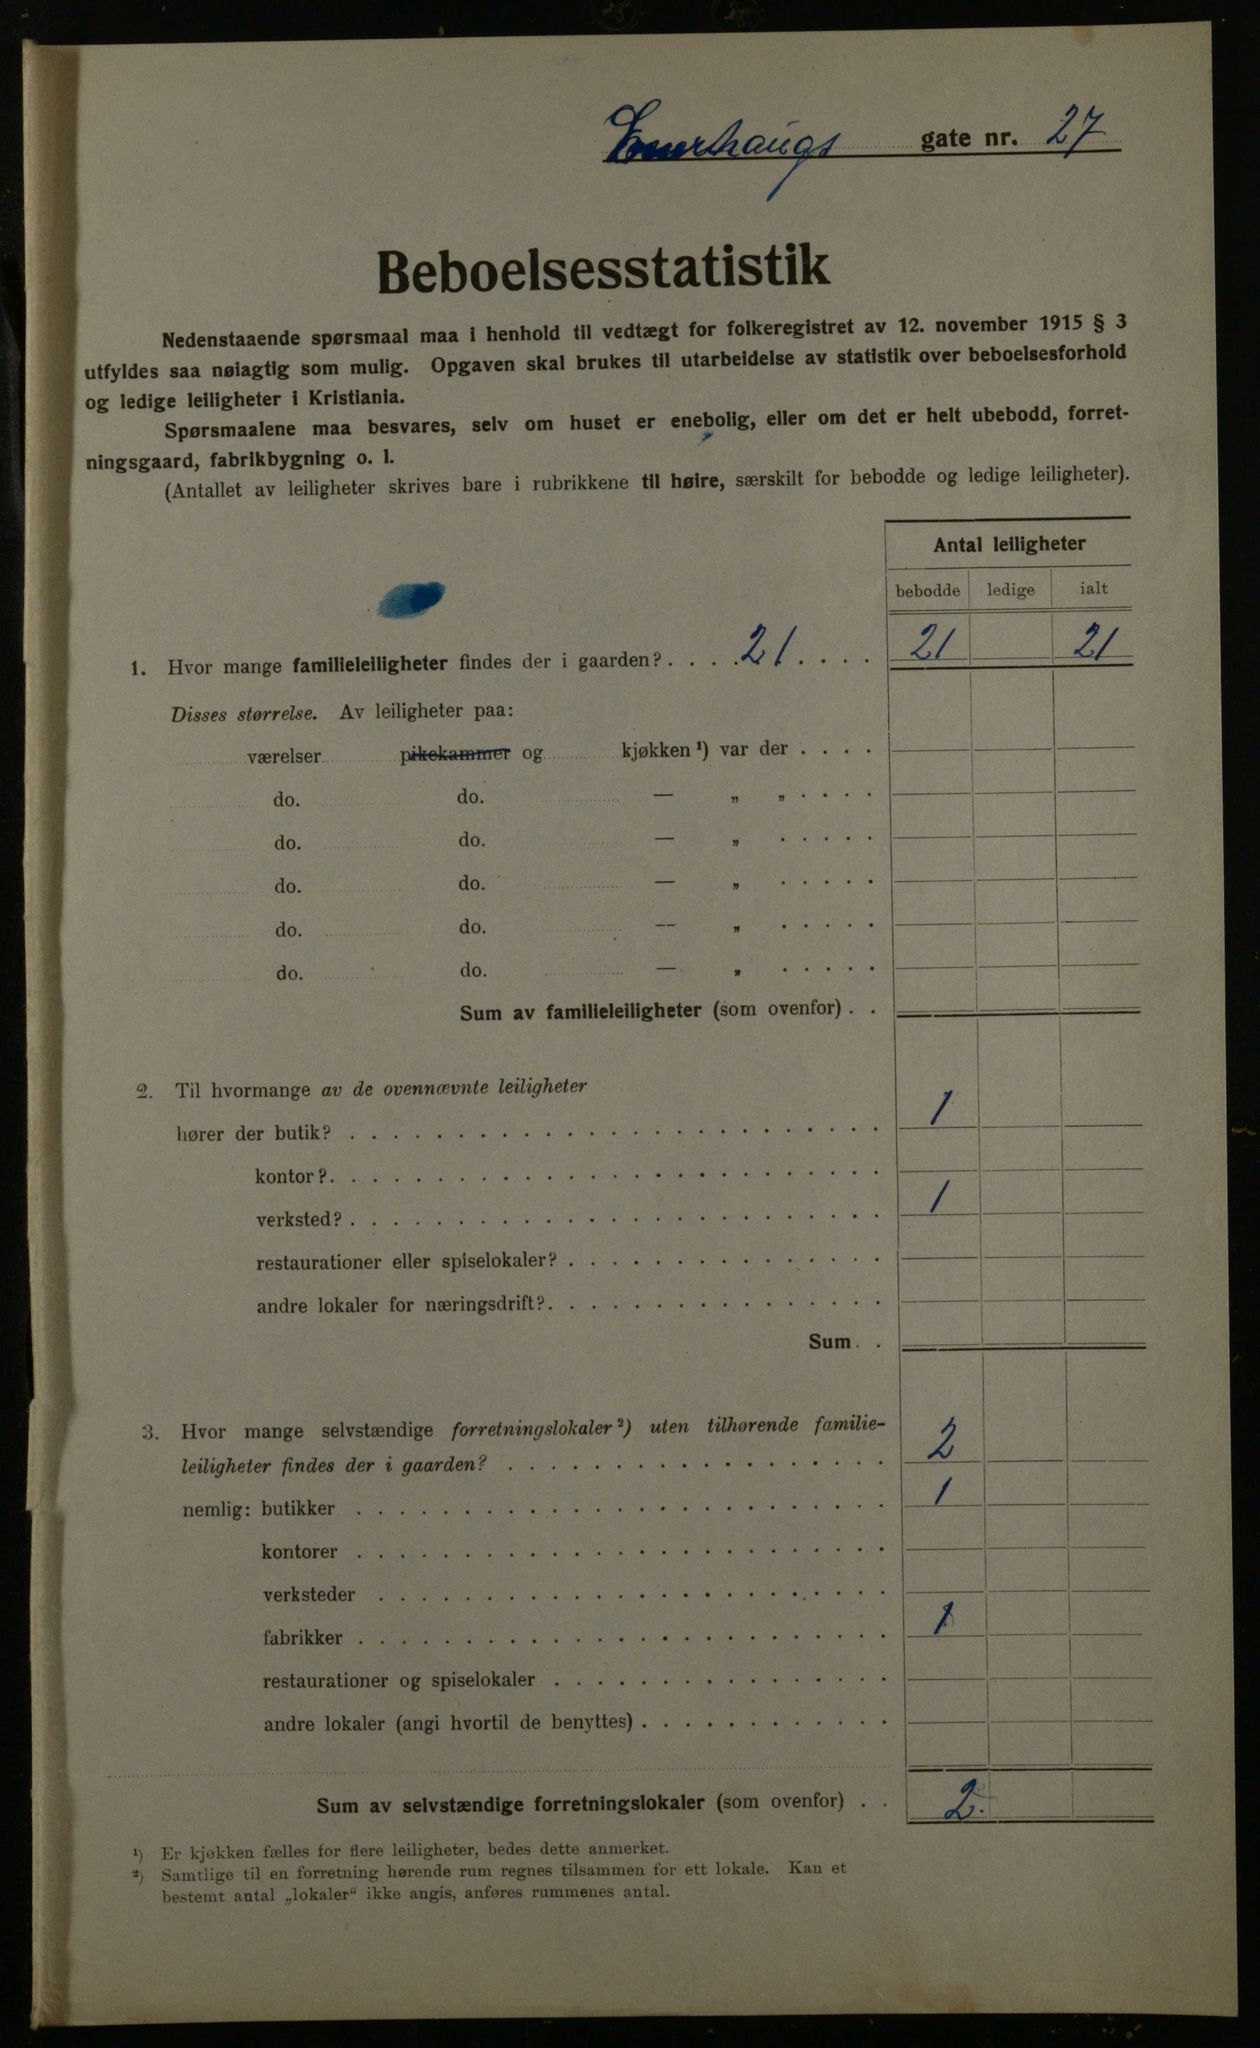 Enerhaugs gate nr. 27
Beboelsesstatistik
Nedenstaaende spørsmaal maa i henhold til vedtægt for folkeregistret av 12. november 1915 § 3
utfyldes saa nøiagtig som mulig. Opgaven skal brukes til utarbeidelse av statistik over beboelsesforhold
og ledige leiligheter i Kristiania.
Spørsmaalene maa besvares, selv om huset er enebolig, eller om det er helt ubebodd, forret-
ningsgaard, fabrikbygning o. l.
(Antallet av leiligheter skrives bare i rubrikkene til høire, særskilt for bebodde og ledige leiligheter).
Antal leiligheter
bebodde ledige ialt
1. Hvor mange familieleiligheter findes der i gaarden? . . . . 21 . . . . 21 21
Disses størrelse. Av leiligheter paa:
værelser pikekammer og kjøkken ¹) var der . . . .
do. do. — „ „ . . . .
do. do. — „ . . . . .
do. do. — „ . . . . .
do. do. — „ . . . . .
do. do. — „ . . . . .
Sum av familieleiligheter (som ovenfor) . .
2. Til hvormange av de ovennævnte leiligheter
hører der butik? . . . 1
kontor? . . .
verksted? . . . 1
restaurationer eller spiselokaler? . . .
andre lokaler for næringsdrift? . . .
Sum . .
3. Hvor mange selvstændige forretningslokaler ²) uten tilhørende familie-
leiligheter findes der i gaarden? . . . 2
nemlig: butikker . . . 1
kontorer . . .
verksteder . . .
fabrikker . . . 1
restaurationer og spiselokaler . . .
andre lokaler (angi hvortil de benyttes) . . .
Sum av selvstændige forretningslokaler (som ovenfor) . . 2.
¹) Er kjøkken fælles for flere leiligheter, bedes dette anmerket.
²) Samtlige til en forretning hørende rum regnes tilsammen for ett lokale. Kan et
bestemt antal „lokaler“ ikke angis, anføres rummenes antal.